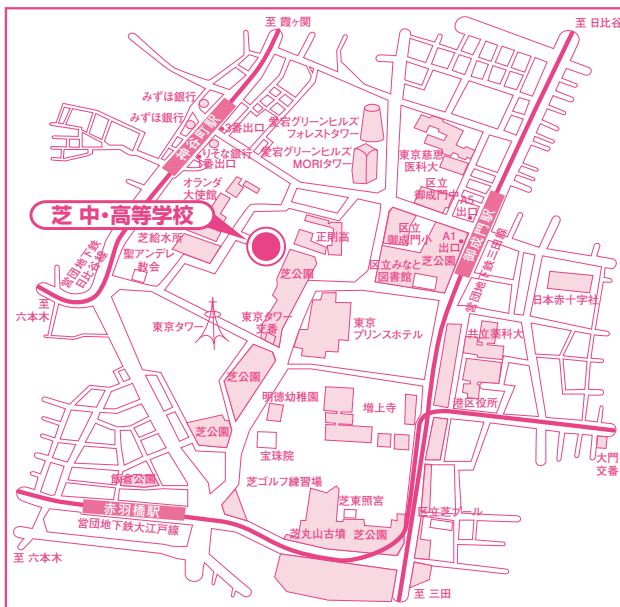 至 霞ヶ関
至 日比谷
みずほ銀行
みずほ銀行
神谷町駅
3番出口
りそな銀行
1番出口
愛宕グリーンヒルズ
フォレストタワー
愛宕グリーンヒルズ
MORIタワー
東京慈恵
医科大
区立
御成門中
A5
出口
御成門駅
オランダ
大使館
芝 中・高等学校
芝給水所
聖アンデレ
教会
正則高
区立
御成門小
A1
出口
区立みなと
図書館
芝公園
芝公園
営団地下鉄
日比谷線
営団地下鉄三田線
至
六本木
日本赤十字社
東京タワー
東京タワー
交番
東京
プリンスホテル
共立薬科大
芝公園
明徳幼稚園
増上寺
港区役所
芝公園
宝珠院
大門
交番
飯倉公園
芝ゴルフ練習場
芝東照宮
赤羽橋駅
営団地下鉄大江戸線
区立芝プール
芝丸山古墳
芝公園
至 六本木
至 三田